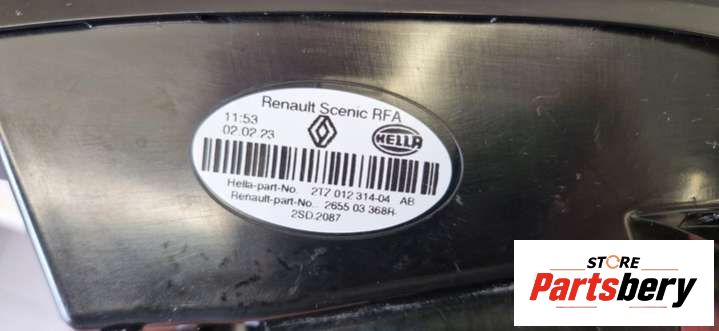 Renault Scenic RFA
11:53
02.02.23
HELLA
Hella-part-No. 2TZ 012 314-04 AB
Renault-part-No. 2655 03 368R
2SD.2087
STORE
Partsbery